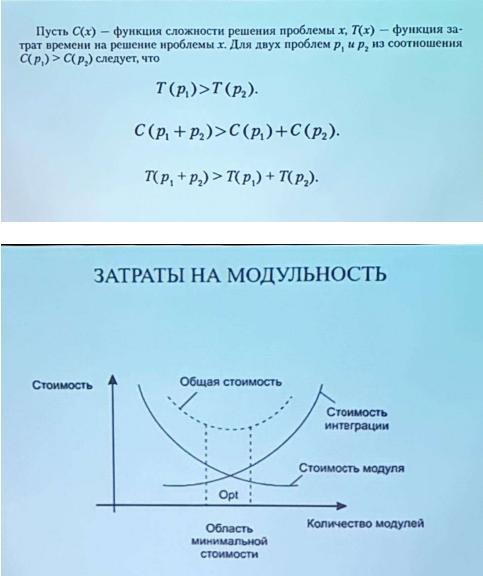 Пусть C(x) — функция сложности решения проблемы x, T(x) — функция за-
трат времени на решение нроблемы x. Для двух проблем p₁ и p₂ из соотношения
C(p₁) > C(p₂) следует, что
T(p₁)>T(p₂).
C(p₁+p₂)>C(p₁)+C(p₂).
T(p₁+p₂) > T(p₁) + T(p₂).
ЗАТРАТЫ НА МОДУЛЬНОСТЬ
Стоимость
Общая стоимость
Стоимость
интеграции
Стоимость модуля
Opt
Количество модулей
Область
минимальной
стоимости